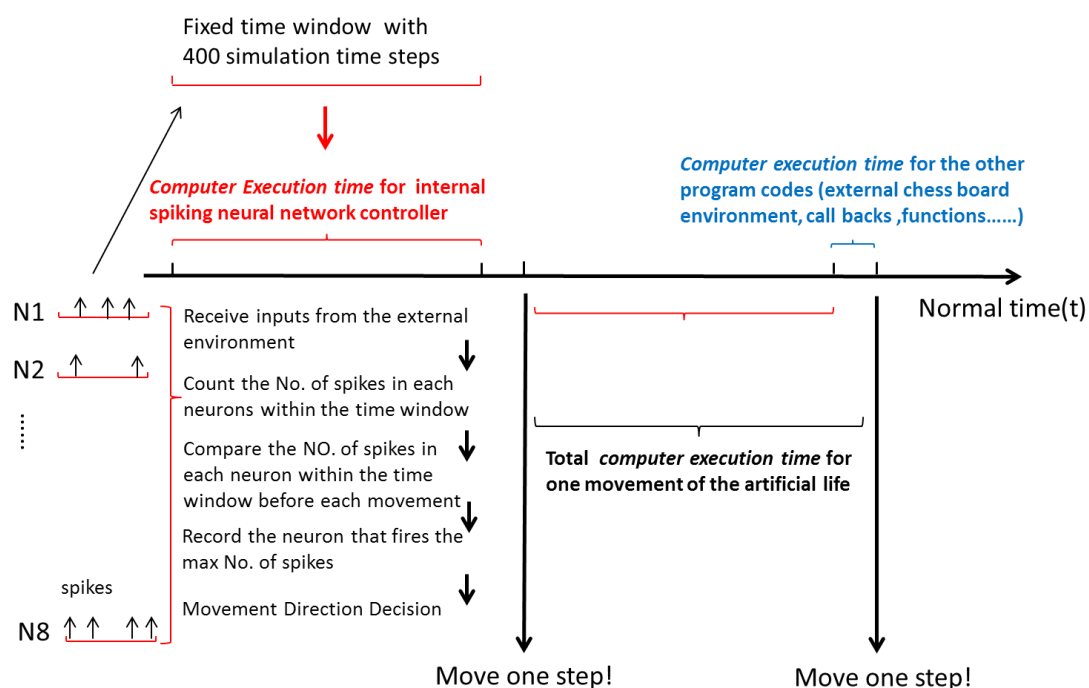 Fixed time window with
400 simulation time steps
Computer Execution time for internal
spiking neural network controller
Computer execution time for the other
program codes (external chess board
environment, call backs ,functions……)
Normal time(t)
N1
N2
......
spikes
N8
Receive inputs from the external
environment
Count the No. of spikes in each
neurons within the time window
Compare the NO. of spikes in
each neuron within the time
window before each movement
Record the neuron that fires the
max No. of spikes
Movement Direction Decision
Total computer execution time for
one movement of the artificial life
Move one step!
Move one step!